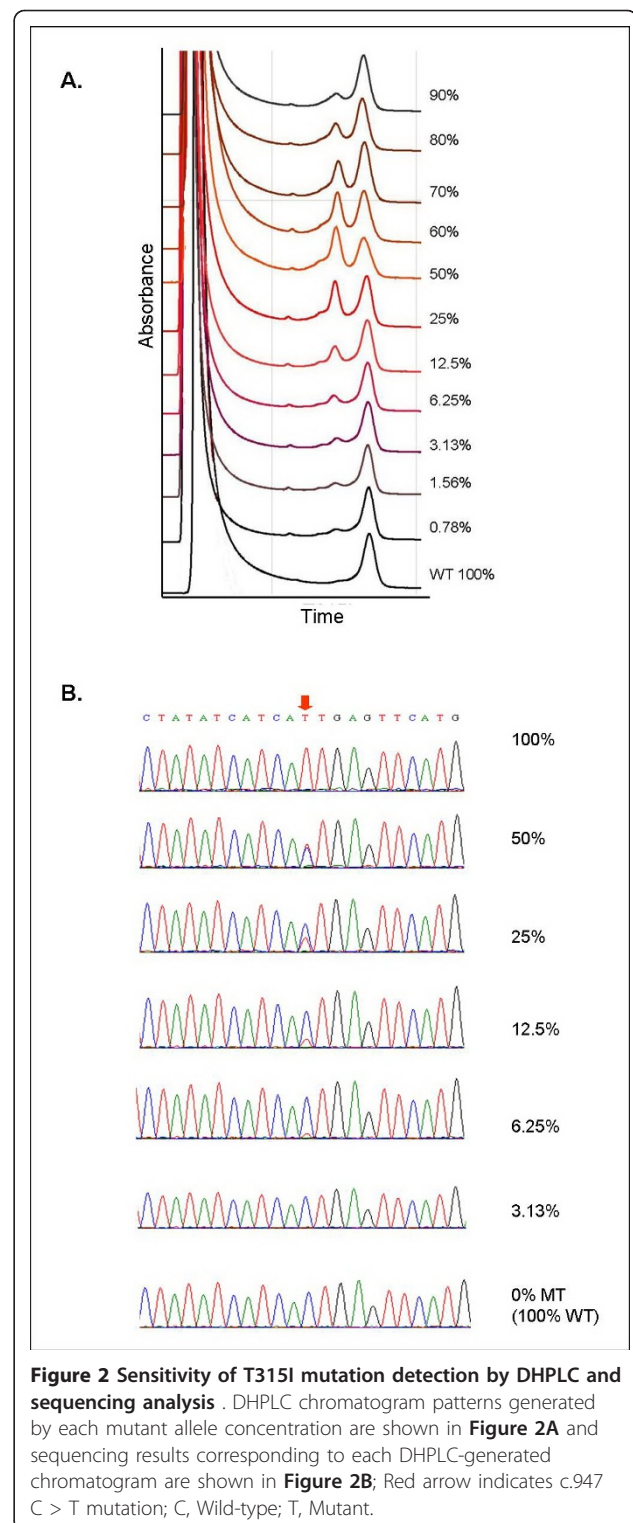 A.
90%
80%
70%
60%
50%
25%
12.5%
6.25%
3.13%
1.56%
0.78%
WT 100%
Absorbance
Time
B.
C T A T A T C A T C A T T G A G T T C A T G
100%
50%
25%
12.5%
6.25%
3.13%
0% MT
(100% WT)
Figure 2 Sensitivity of T315I mutation detection by DHPLC and
sequencing analysis . DHPLC chromatogram patterns generated
by each mutant allele concentration are shown in Figure 2A and
sequencing results corresponding to each DHPLC-generated
chromatogram are shown in Figure 2B; Red arrow indicates c.947
C > T mutation; C, Wild-type; T, Mutant.